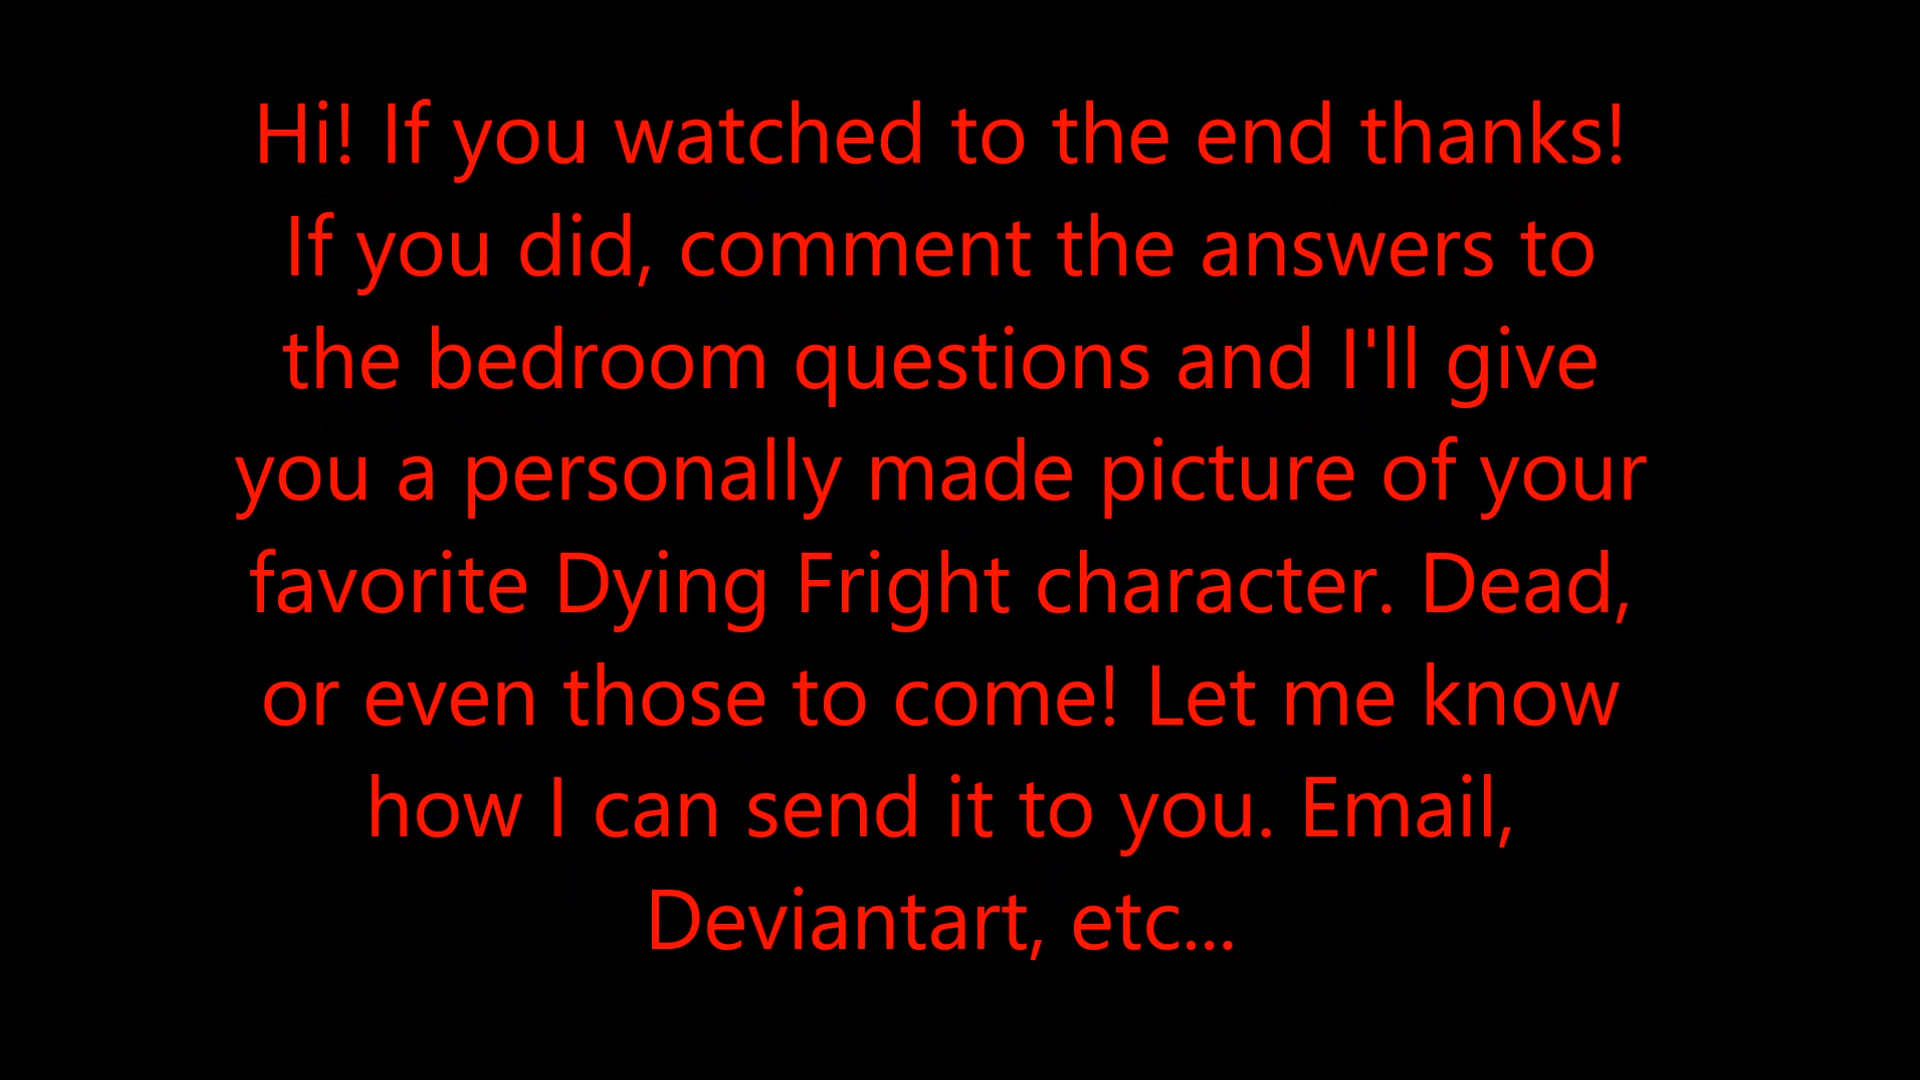 Hi! If you watched to the end thanks!
If you did, comment the answers to
the bedroom questions and I'll give
you a personally made picture of your
favorite Dying Fright character. Dead,
or even those to come! Let me know
how I can send it to you. Email,
Deviantart, etc...